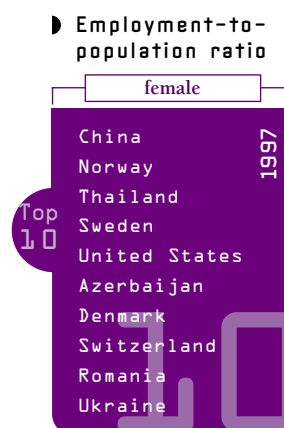 Employment-to-
population ratio
female
1997
China
Norway
Thailand
Top
10
Sweden
United States
Azerbaijan
Denmark
Switzerland
Romania
Ukraine
10